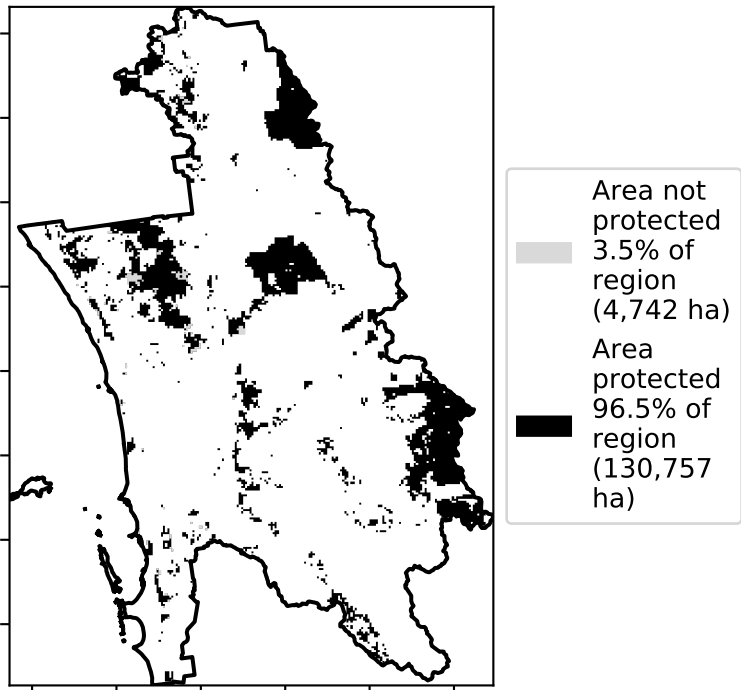 Area not
protected
3.5% of
region
(4,742 ha)
Area
protected
96.5% of
region
(130,757
ha)